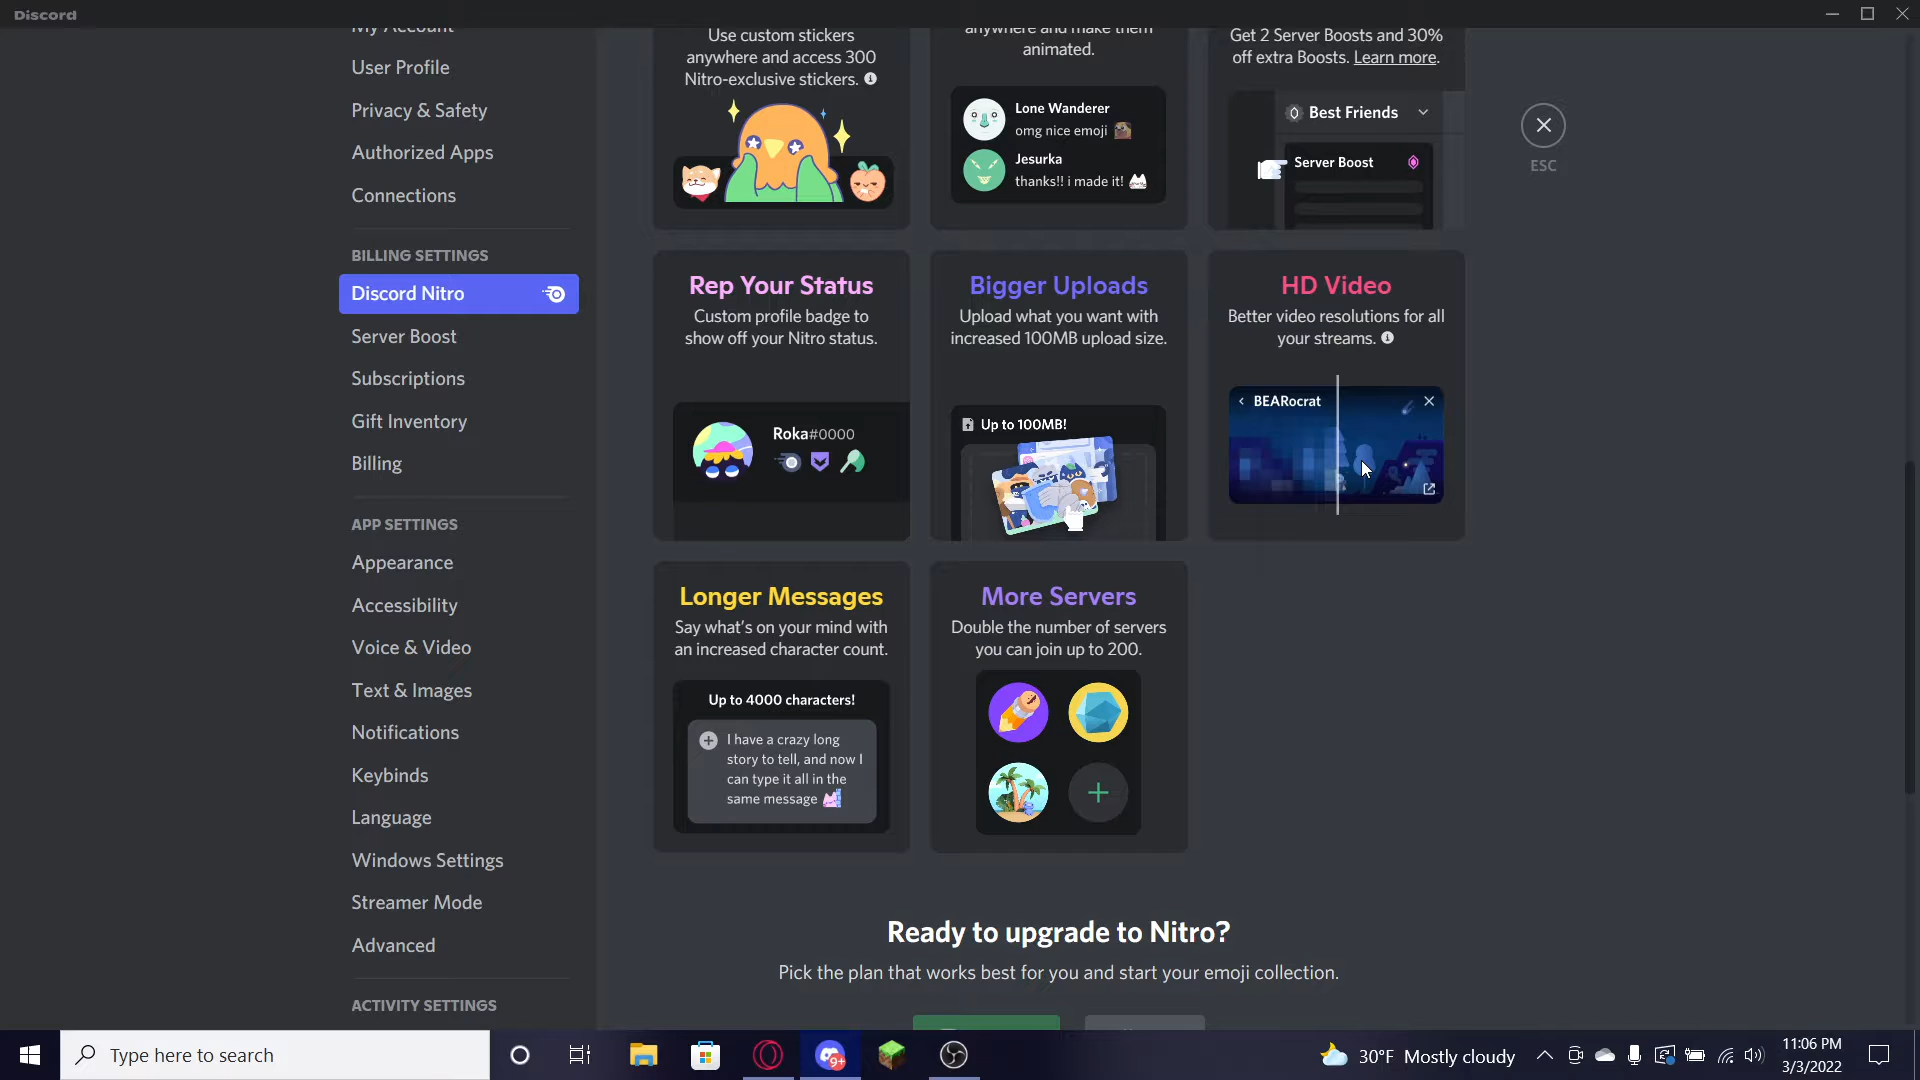 Discord
My Account
User Profile
Privacy & Safety
Authorized Apps
Connections
BILLING SETTINGS
Discord Nitro
Server Boost
Subscriptions
Gift Inventory
Billing
APP SETTINGS
Appearance
Accessibility
Voice & Video
Text & Images
Notifications
Keybinds
Language
Windows Settings
Streamer Mode
Advanced
ACTIVITY SETTINGS
Use custom stickers
anywhere and access 300
Nitro-exclusive stickers.
anywhere and make them
animated.
Lone Wanderer
omg nice emoji
Jesurka
thanks!! i made it!
Get 2 Server Boosts and 30%
off extra Boosts. Learn more.
Best Friends
Server Boost
ESC
Rep Your Status
Custom profile badge to
show off your Nitro status.
Roka#0000
Bigger Uploads
Upload what you want with
increased 100MB upload size.
Up to 100MB!
HD Video
Better video resolutions for all
your streams.
BEARocrat
Longer Messages
Say what's on your mind with
an increased character count.
Up to 4000 characters!
I have a crazy long
story to tell, and now I
can type it all in the
same message
More Servers
Double the number of servers
you can join up to 200.
Ready to upgrade to Nitro?
Pick the plan that works best for you and start your emoji collection.
Type here to search
9+
30°F Mostly cloudy
11:06 PM
3/3/2022